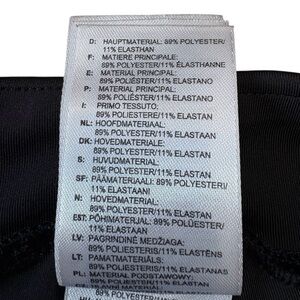 D: HAUPTMATERIAL: 89% POLYESTER/
11% ELASTHAN
F: MATIERE PRINCIPALE:
89% POLYESTER/11% ELASTHANNE
E: MATERIAL PRINCIPAL:
89% POLIÉSTER/11% ELASTANO
P: MATERIAL PRINCIPAL:
89% POLIÉSTER/11% ELASTANO
I: PRIMO TESSUTO:
89% POLIESTERE/11% ELASTAN
NL: HOOFDMATERIAAL:
89% POLYESTER/11% ELASTAAN
DK: HOVEDMATERIALE:
89% POLYESTER/11% ELASTAN
S: HUVUDMATERIAL:
89% POLYESTER/11% ELASTAN
SF: PÄÄMATERIAALI: 89% POLYESTERI/
11% ELASTAANI
N: HOVEDMATERIAL:
89% POLYESTER/11% ELASTAN
EST: PÕHIMATERJAL: 89% POLÜESTER/
11% ELASTAAN
LV: PAGRINDINĖ MEDŽIAGA:
89% POLIESTERIS/11% ELASTĒNS
LT: PAMATMATERIĀLS:
89% POLIESTERIS/11% ELASTANAS
PL: MATERIAŁ PODSTAWOWY: